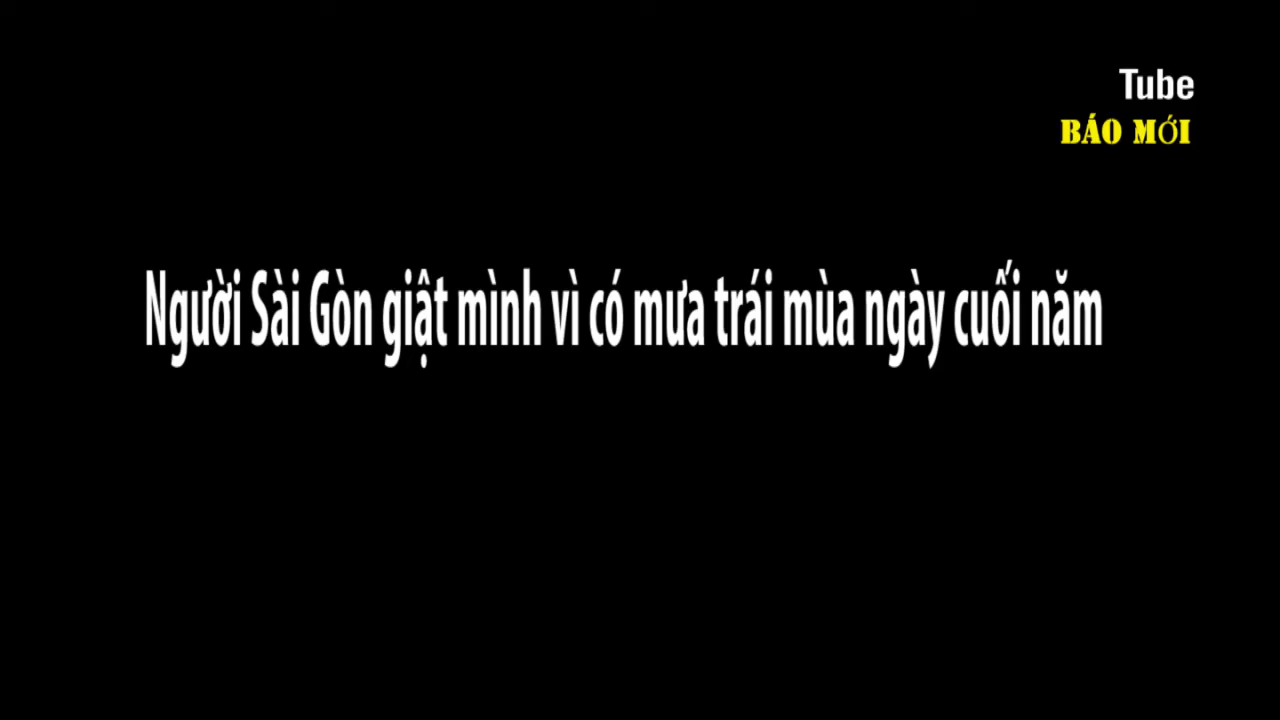 Tube
BÁO MỚI
Người Sài Gòn giật mình vì có mưa trái mùa ngày cuối năm